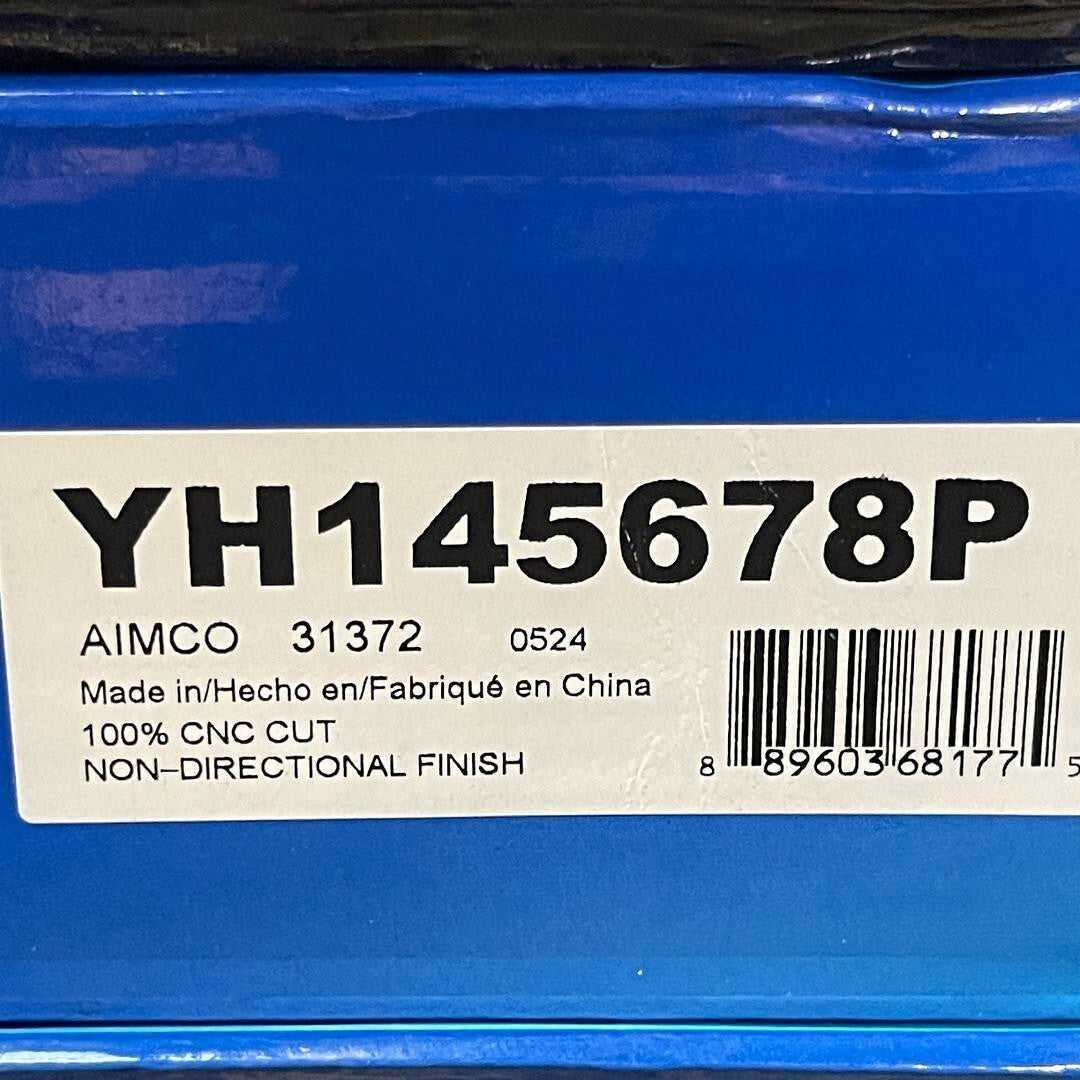 YH145678P
AIMCO 31372 0524
Made in/Hecho en/Fabriqué en China
100% CNC CUT
NON-DIRECTIONAL FINISH
8 89603 68177 5